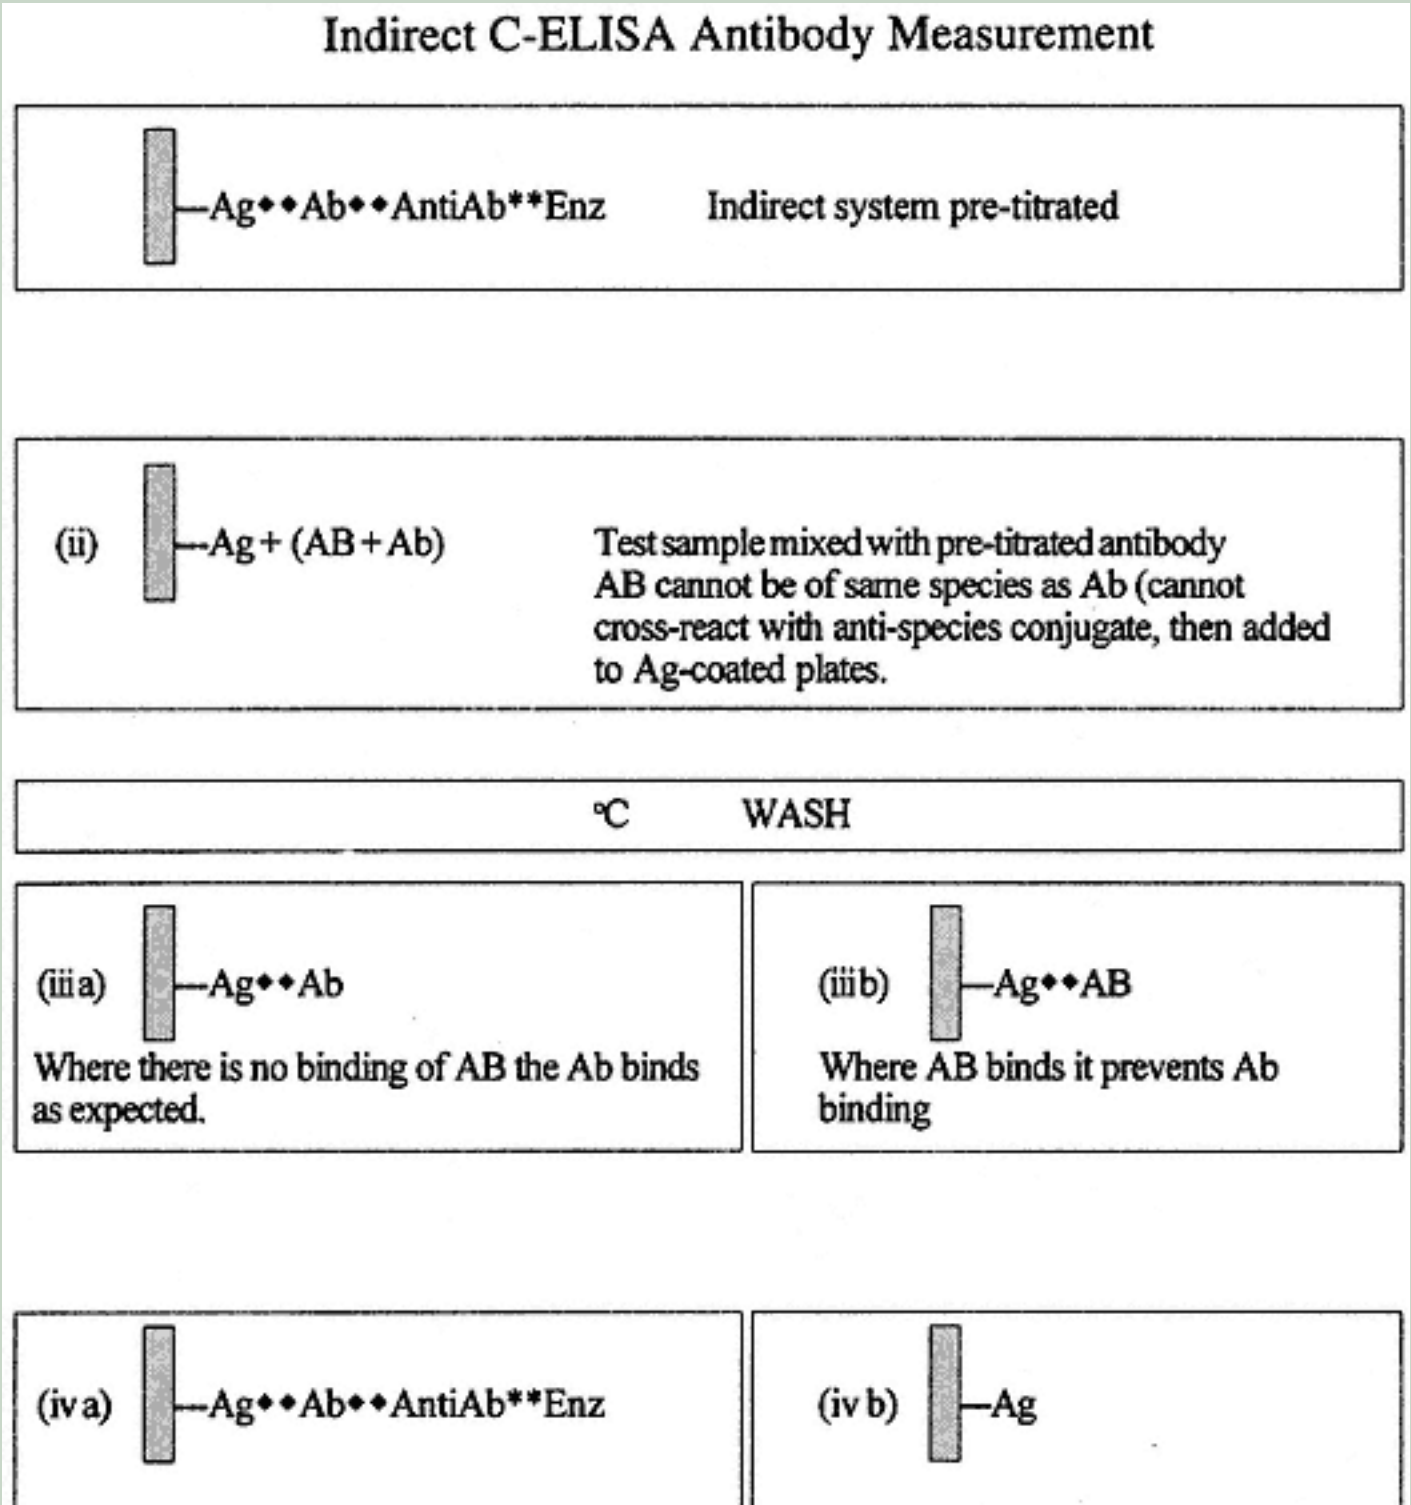 Indirect C-ELISA Antibody Measurement
Ag◆◆Ab◆◆AntiAb**Enz Indirect system pre-titrated
(ii) Ag + (AB + Ab) Test sample mixed with pre-titrated antibody
AB cannot be of same species as Ab (cannot
cross-react with anti-species conjugate, then added
to Ag-coated plates.
°C WASH
(iii a) Ag◆◆Ab
Where there is no binding of AB the Ab binds
as expected.
(iii b) Ag◆◆AB
Where AB binds it prevents Ab
binding
(iv a) Ag◆◆Ab◆◆AntiAb**Enz
(iv b) Ag